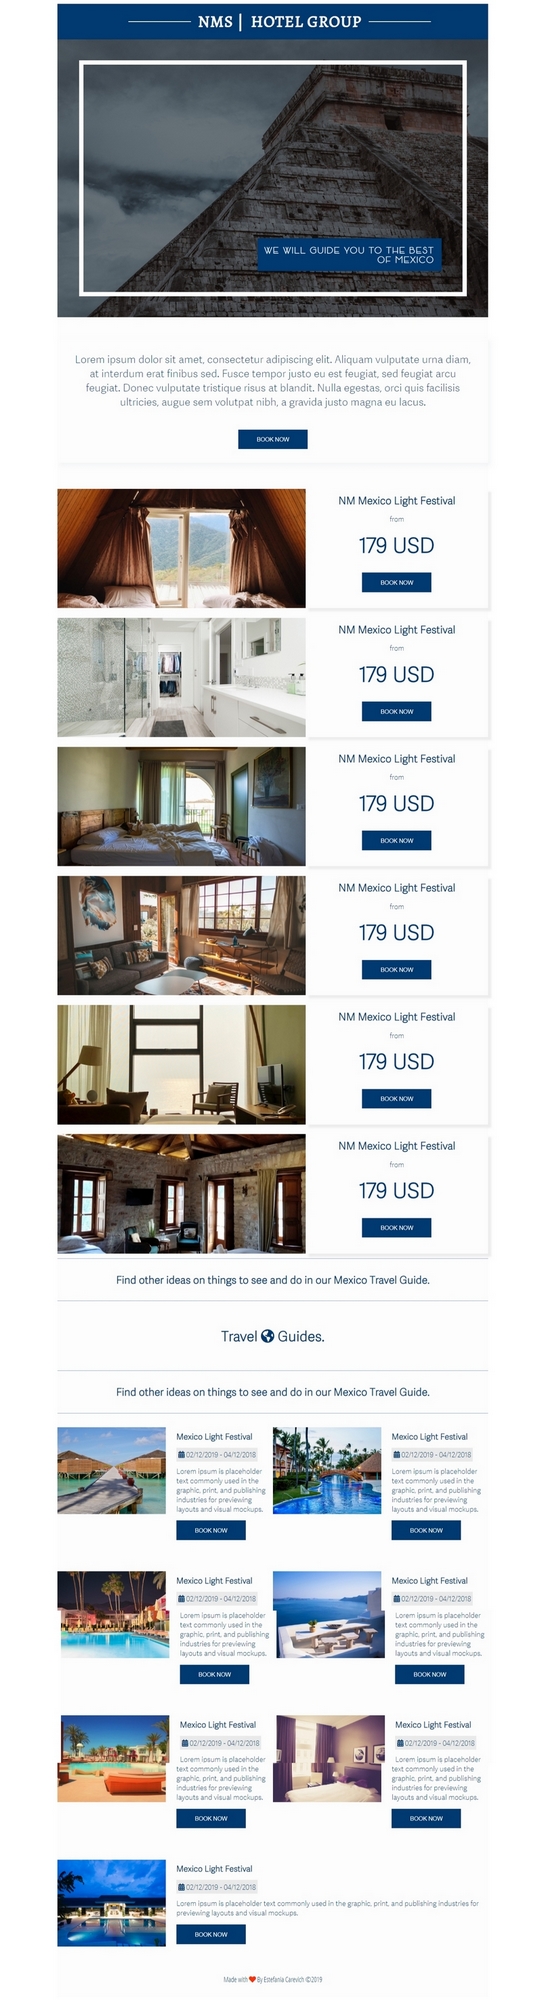 NMS | HOTEL GROUP
WE WILL GUIDE YOU TO THE BEST
OF MEXICO
Lorem ipsum dolor sit amet, consectetur adipiscing elit. Aliquam vulputate urna diam,
at interdum erat finibus sed. Fusce tempor justo eu est feugiat, sed feugiat arcu
feugiat. Donec vulputate tristique risus at blandit. Nulla egestas, orci quis facilisis
ultricies, augue sem volutpat nibh, a gravida justo magna eu lacus.
BOOK NOW
NM Mexico Light Festival
from
179 USD
BOOK NOW
NM Mexico Light Festival
from
179 USD
BOOK NOW
NM Mexico Light Festival
from
179 USD
BOOK NOW
NM Mexico Light Festival
from
179 USD
BOOK NOW
NM Mexico Light Festival
from
179 USD
BOOK NOW
NM Mexico Light Festival
from
179 USD
BOOK NOW
Find other ideas on things to see and do in our Mexico Travel Guide.
Travel Guides.
Find other ideas on things to see and do in our Mexico Travel Guide.
Mexico Light Festival
02/12/2019 - 04/12/2018
Lorem ipsum is placeholder
text commonly used in the
graphic, print, and publishing
industries for previewing
layouts and visual mockups.
BOOK NOW
Mexico Light Festival
02/12/2019 - 04/12/2018
Lorem ipsum is placeholder
text commonly used in the
graphic, print, and publishing
industries for previewing
layouts and visual mockups.
BOOK NOW
Mexico Light Festival
02/12/2019 - 04/12/2018
Lorem ipsum is placeholder
text commonly used in the
graphic, print, and publishing
industries for previewing
layouts and visual mockups.
BOOK NOW
Mexico Light Festival
02/12/2019 - 04/12/2018
Lorem ipsum is placeholder
text commonly used in the
graphic, print, and publishing
industries for previewing
layouts and visual mockups.
BOOK NOW
Mexico Light Festival
02/12/2019 - 04/12/2018
Lorem ipsum is placeholder
text commonly used in the
graphic, print, and publishing
industries for previewing
layouts and visual mockups.
BOOK NOW
Mexico Light Festival
02/12/2019 - 04/12/2018
Lorem ipsum is placeholder
text commonly used in the
graphic, print, and publishing
industries for previewing
layouts and visual mockups.
BOOK NOW
Mexico Light Festival
02/12/2019 - 04/12/2018
Lorem ipsum is placeholder text commonly used in the graphic, print, and publishing industries for
previewing layouts and visual mockups.
BOOK NOW
Made with ❤ By Estefanía Carevich ©2019